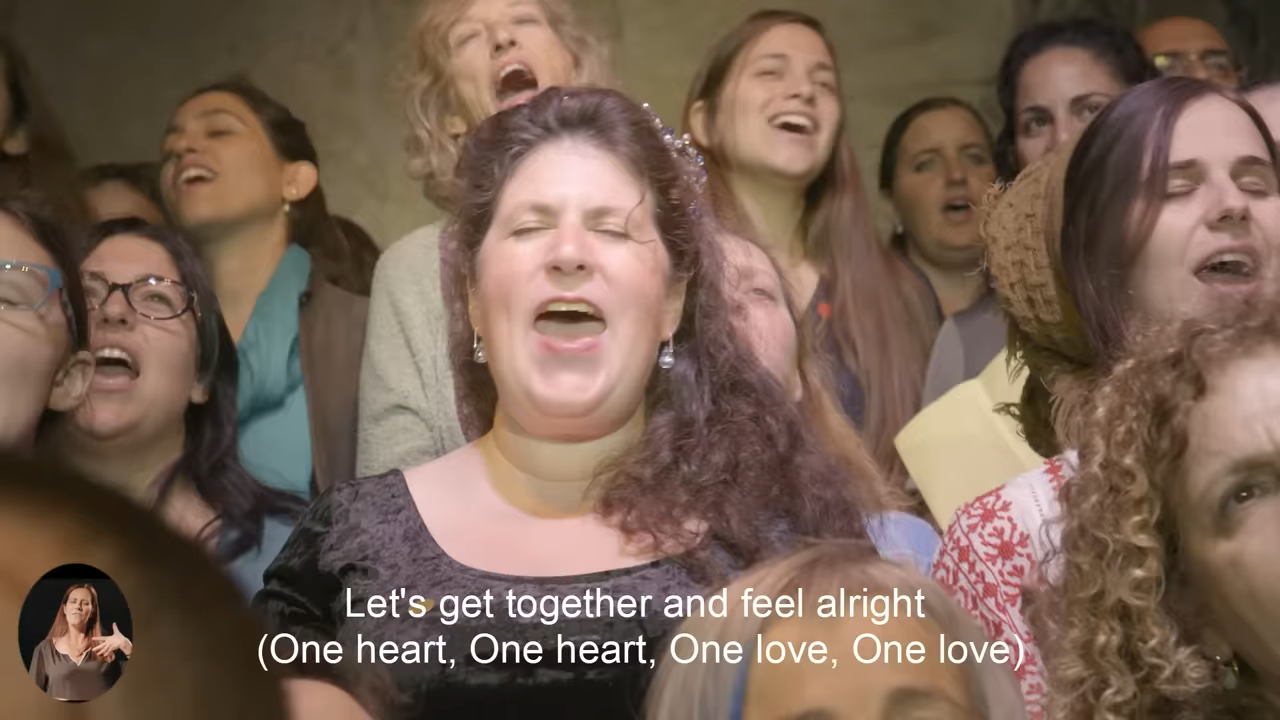 Let's get together and feel alright
(One heart, One heart, One love, One love)